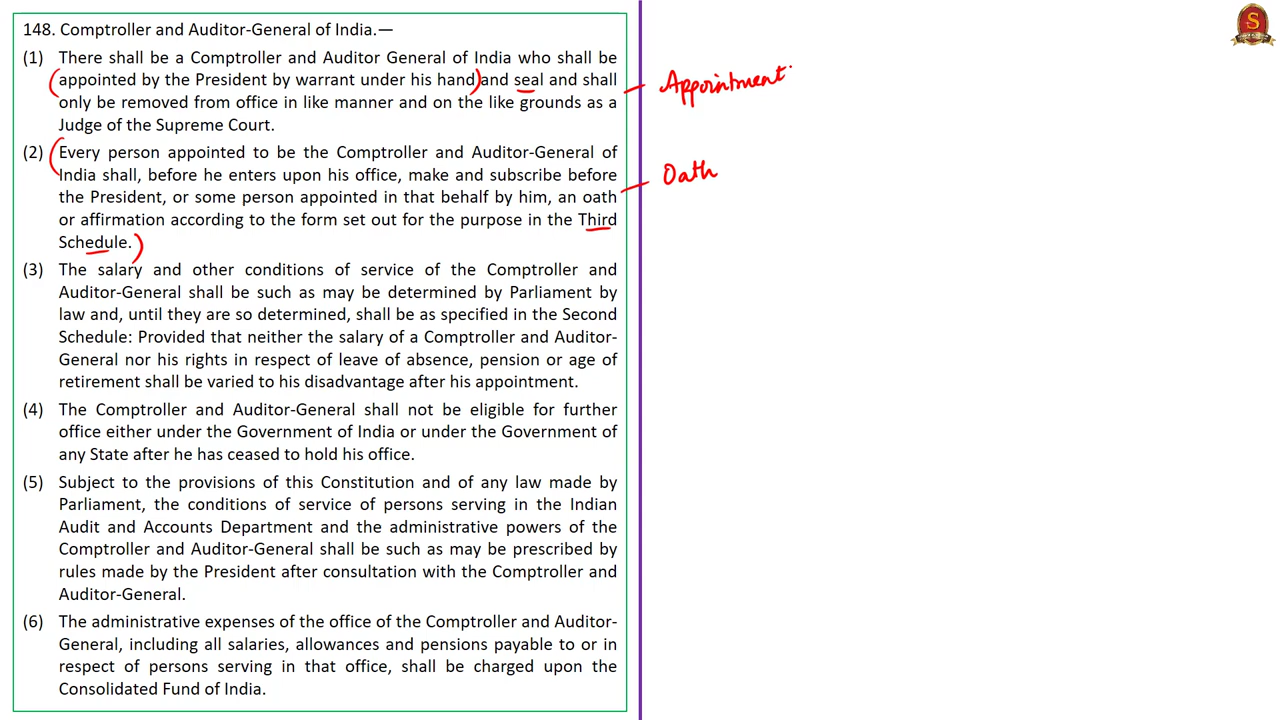 148. Comptroller and Auditor-General of India.—
(1) There shall be a Comptroller and Auditor General of India who shall be
appointed by the President by warrant under his hand and seal and shall
only be removed from office in like manner and on the like grounds as a
Judge of the Supreme Court.
Appointment
(2) Every person appointed to be the Comptroller and Auditor-General of
India shall, before he enters upon his office, make and subscribe before
the President, or some person appointed in that behalf by him, an oath
or affirmation according to the form set out for the purpose in the Third
Schedule.
Oath
(3) The salary and other conditions of service of the Comptroller and
Auditor-General shall be such as may be determined by Parliament by
law and, until they are so determined, shall be as specified in the Second
Schedule: Provided that neither the salary of a Comptroller and Auditor-
General nor his rights in respect of leave of absence, pension or age of
retirement shall be varied to his disadvantage after his appointment.
(4) The Comptroller and Auditor-General shall not be eligible for further
office either under the Government of India or under the Government of
any State after he has ceased to hold his office.
(5) Subject to the provisions of this Constitution and of any law made by
Parliament, the conditions of service of persons serving in the Indian
Audit and Accounts Department and the administrative powers of the
Comptroller and Auditor-General shall be such as may be prescribed by
rules made by the President after consultation with the Comptroller and
Auditor-General.
(6) The administrative expenses of the office of the Comptroller and Auditor-
General, including all salaries, allowances and pensions payable to or in
respect of persons serving in that office, shall be charged upon the
Consolidated Fund of India.
S